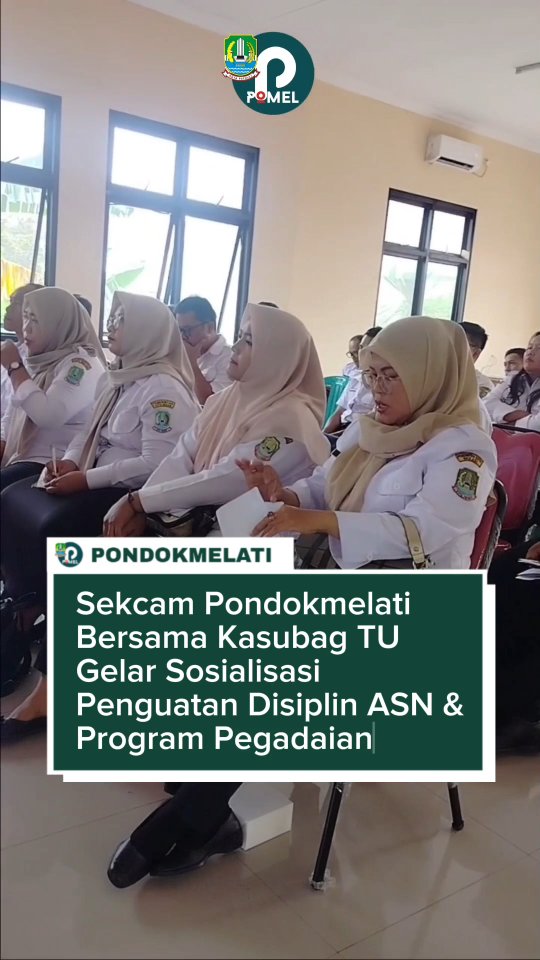 POMEL
PONDOKMELATI
Sekcam Pondokmelati
Bersama Kasubag TU
Gelar Sosialisasi
Penguatan Disiplin ASN &
Program Pegadaian